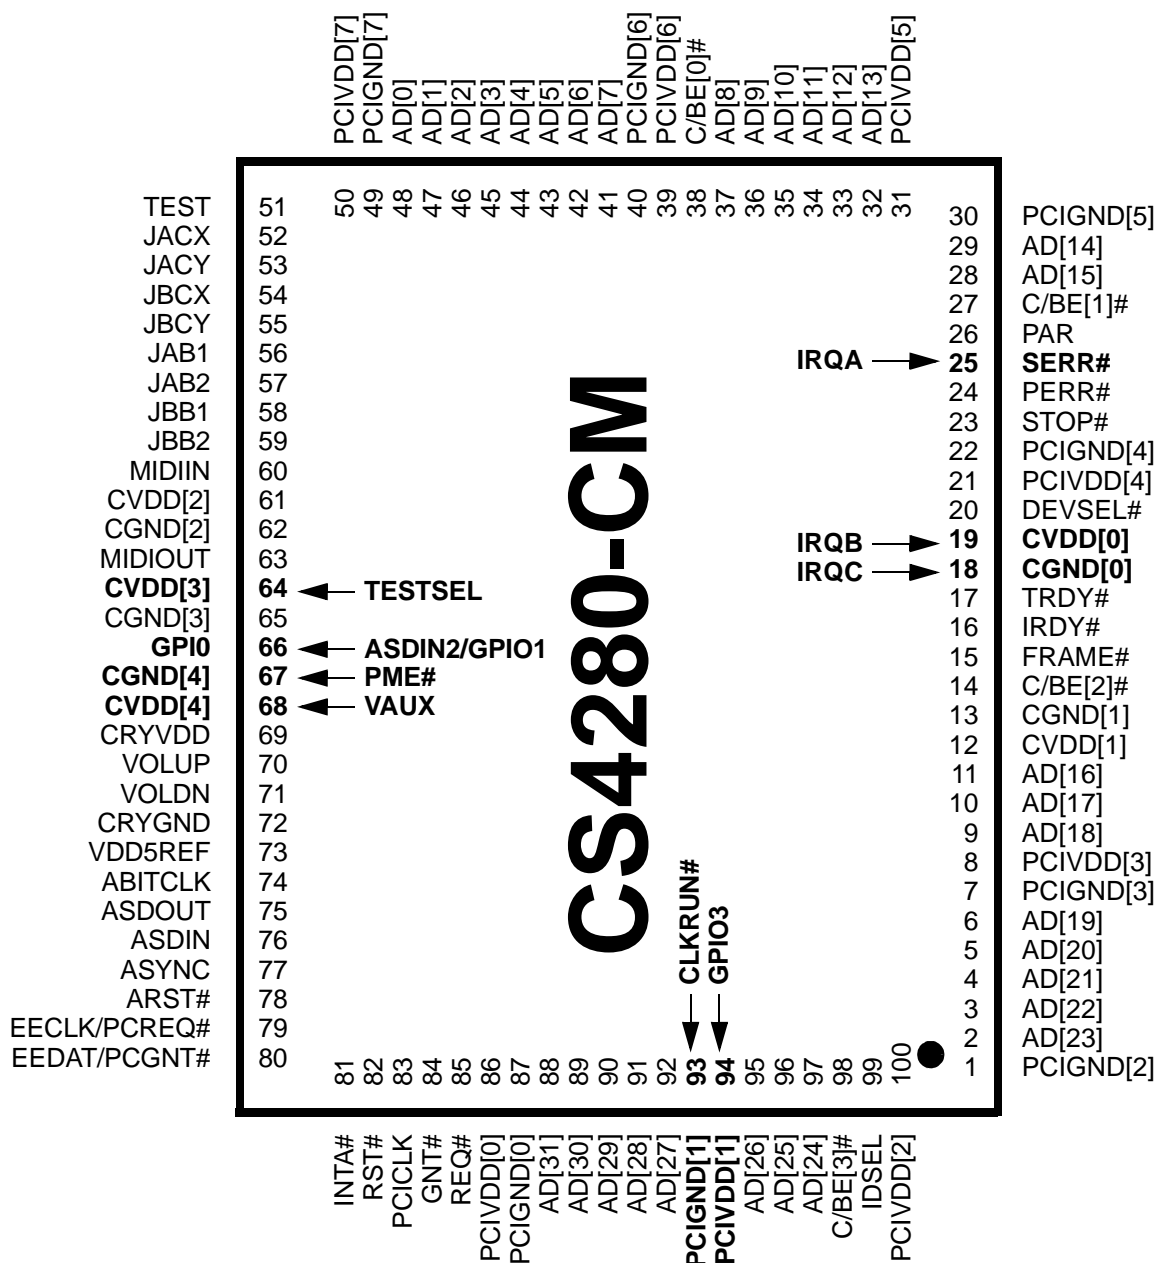 PCIVDD[7]
PCIGND[7]
AD[0]
AD[1]
AD[2]
AD[3]
AD[4]
AD[5]
AD[6]
AD[7]
PCIGND[6]
PCIVDD[6]
C/BE[0]#
AD[8]
AD[9]
AD[10]
AD[11]
AD[12]
AD[13]
PCIVDD[5]
50
49
48
47
46
45
44
43
42
41
40
39
38
37
36
35
34
33
32
31
TEST 51
JACX 52
JACY 53
JBCX 54
JBCY 55
JAB1 56
JAB2 57
JBB1 58
JBB2 59
MIDIIN 60
CVDD[2] 61
CGND[2] 62
MIDIOUT 63
CVDD[3] 64 TESTSEL
CGND[3] 65
GPI0 66 ASDIN2/GPIO1
CGND[4] 67 PME#
CVDD[4] 68 VAUX
CRYVDD 69
VOLUP 70
VOLDN 71
CRYGND 72
VDD5REF 73
ABITCLK 74
ASDOUT 75
ASDIN 76
ASYNC 77
ARST# 78
EECLK/PCREQ# 79
EEDAT/PCGNT# 80
CS4280-CM
30 PCIGND[5]
29 AD[14]
28 AD[15]
27 C/BE[1]#
26 PAR
IRQA 25 SERR#
24 PERR#
23 STOP#
22 PCIGND[4]
21 PCIVDD[4]
20 DEVSEL#
IRQB 19 CVDD[0]
IRQC 18 CGND[0]
17 TRDY#
16 IRDY#
15 FRAME#
14 C/BE[2]#
13 CGND[1]
12 CVDD[1]
11 AD[16]
10 AD[17]
9 AD[18]
8 PCIVDD[3]
7 PCIGND[3]
6 AD[19]
5 AD[20]
4 AD[21]
3 AD[22]
2 AD[23]
1 PCIGND[2]
CLKRUN#
GPIO3
81
82
83
84
85
86
87
88
89
90
91
92
93
94
95
96
97
98
99
100
INTA#
RST#
PCICLK
GNT#
REQ#
PCIVDD[0]
PCIGND[0]
AD[31]
AD[30]
AD[29]
AD[28]
AD[27]
PCIGND[1]
PCIVDD[1]
AD[26]
AD[25]
AD[24]
C/BE[3]#
IDSEL
PCIVDD[2]